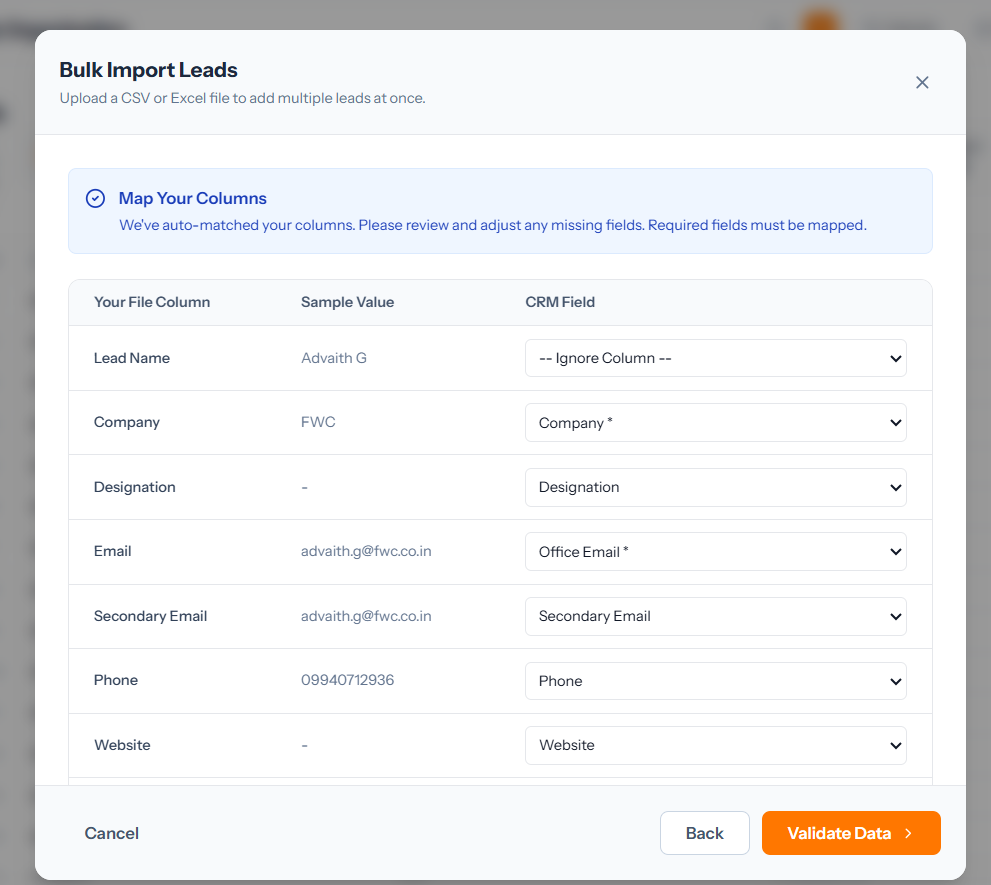 Bulk Import Leads
Upload a CSV or Excel file to add multiple leads at once.
Map Your Columns
We've auto-matched your columns. Please review and adjust any missing fields. Required fields must be mapped.
Your File Column Sample Value CRM Field
Lead Name Advaith G -- Ignore Column --
Company FWC Company *
Designation - Designation
Email advaith.g@fwc.co.in Office Email *
Secondary Email advaith.g@fwc.co.in Secondary Email
Phone 09940712936 Phone
Website - Website
Cancel Back Validate Data